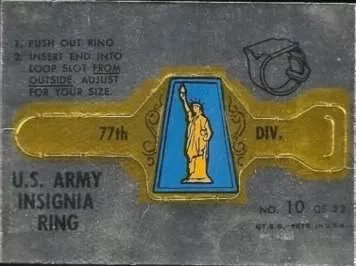 1. PUSH OUT RING
2. INSERT END INTO
LOOP SLOT FROM
OUTSIDE. ADJUST
FOR YOUR SIZE.
77th DIV.
U.S. ARMY
INSIGNIA
RING
NO. 10 OF 22